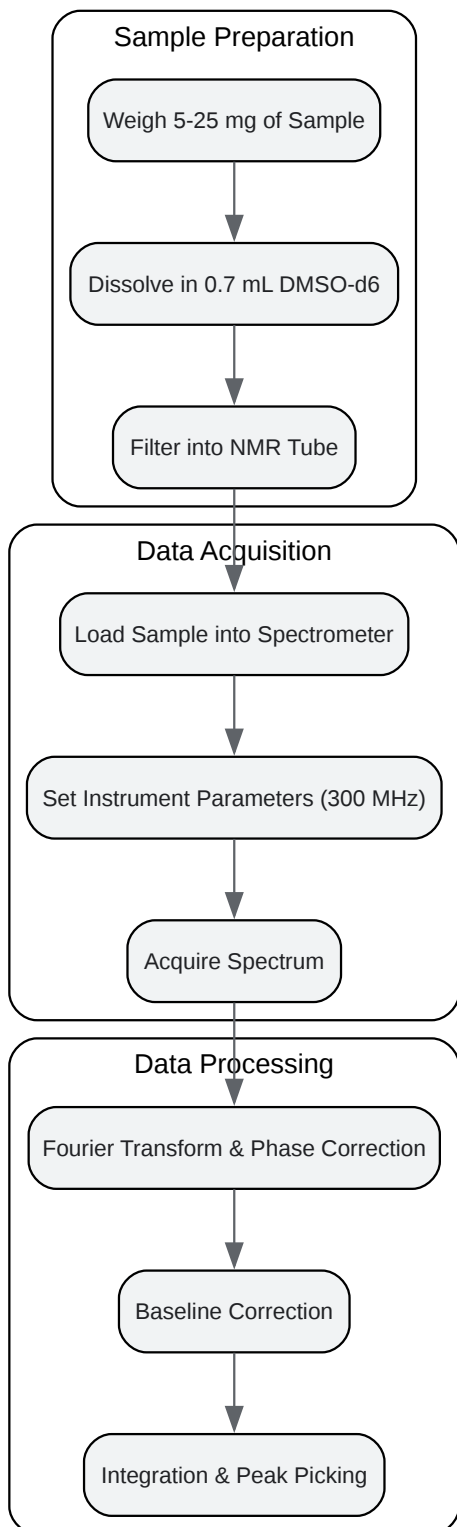 Sample Preparation
Weigh 5-25 mg of Sample
Dissolve in 0.7 mL DMSO-d6
Filter into NMR Tube
Data Acquisition
Load Sample into Spectrometer
Set Instrument Parameters (300 MHz)
Acquire Spectrum
Data Processing
Fourier Transform & Phase Correction
Baseline Correction
Integration & Peak Picking